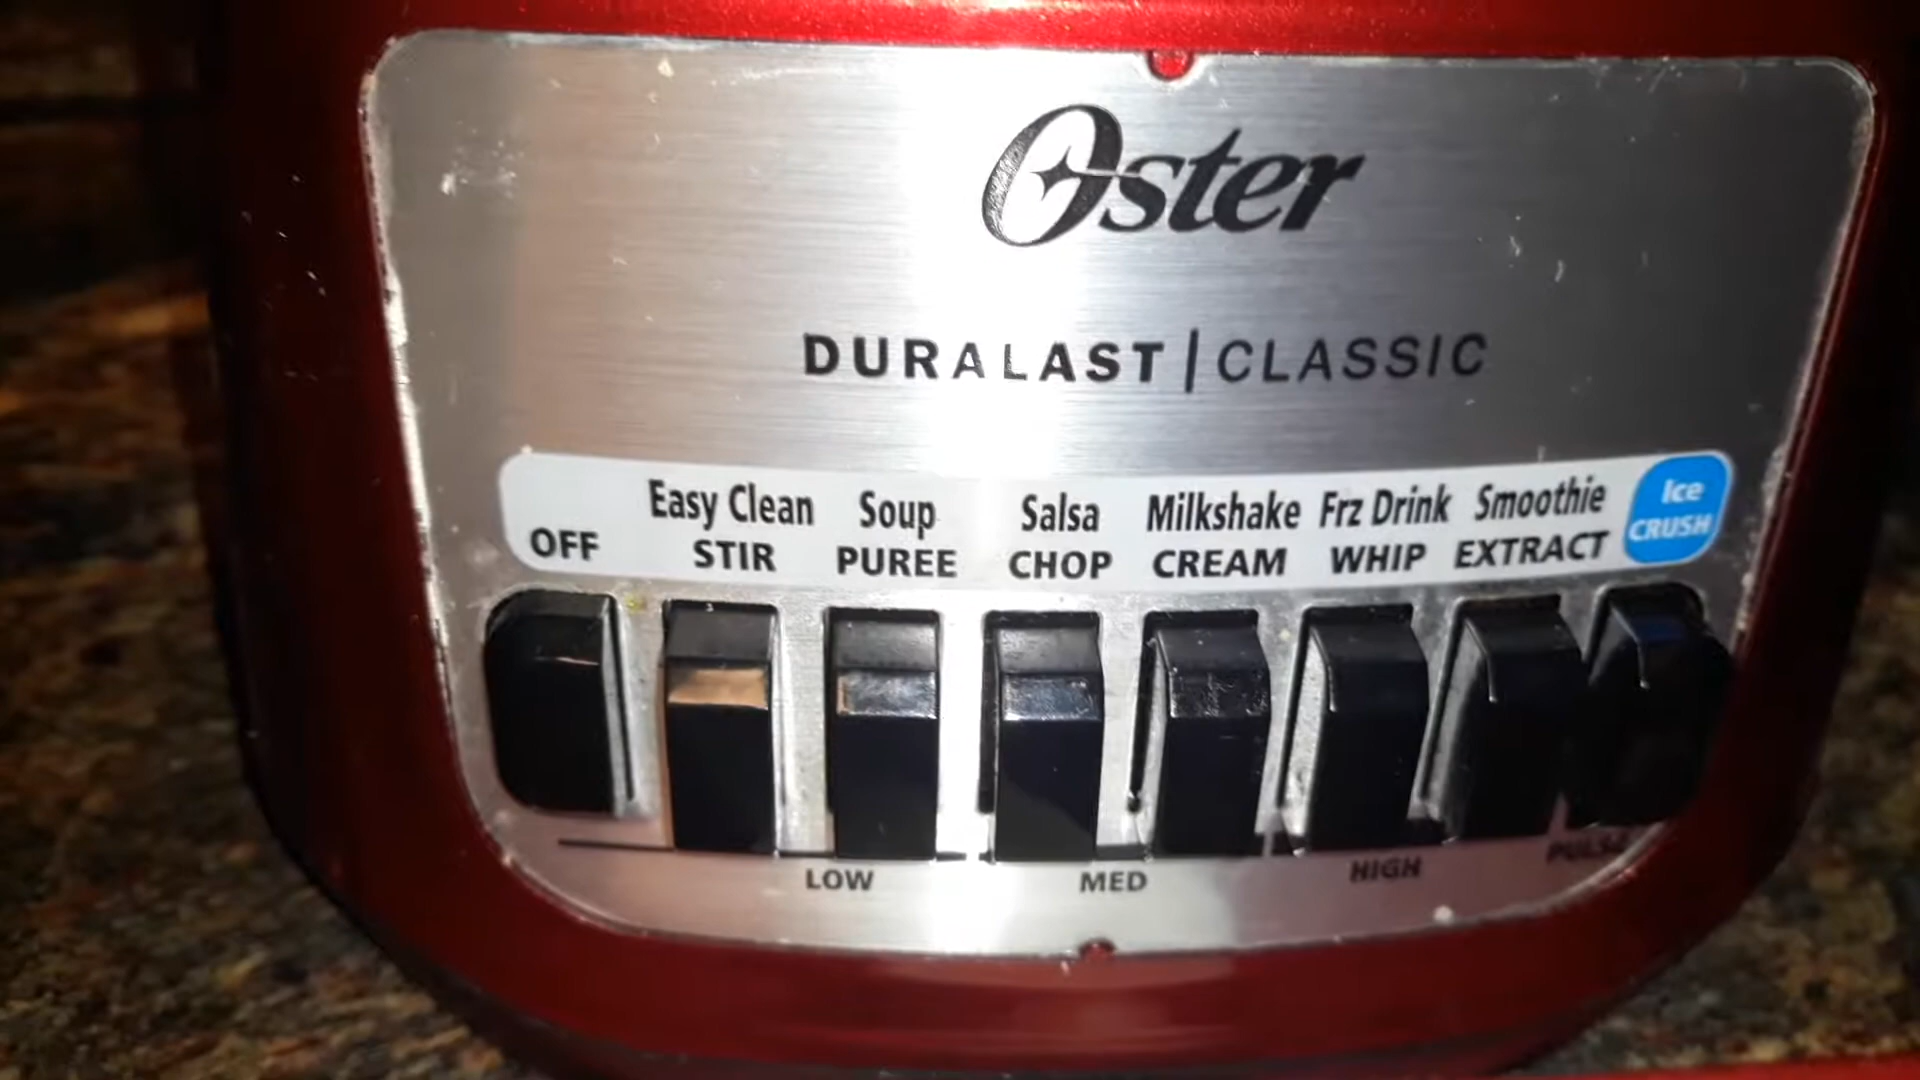 Oster
DURALAST | CLASSIC
OFF
Easy Clean
STIR
Soup
PUREE
Salsa
CHOP
Milkshake
CREAM
Frz Drink
WHIP
Smoothie
EXTRACT
Ice
CRUSH
LOW
MED
HIGH
PULSE